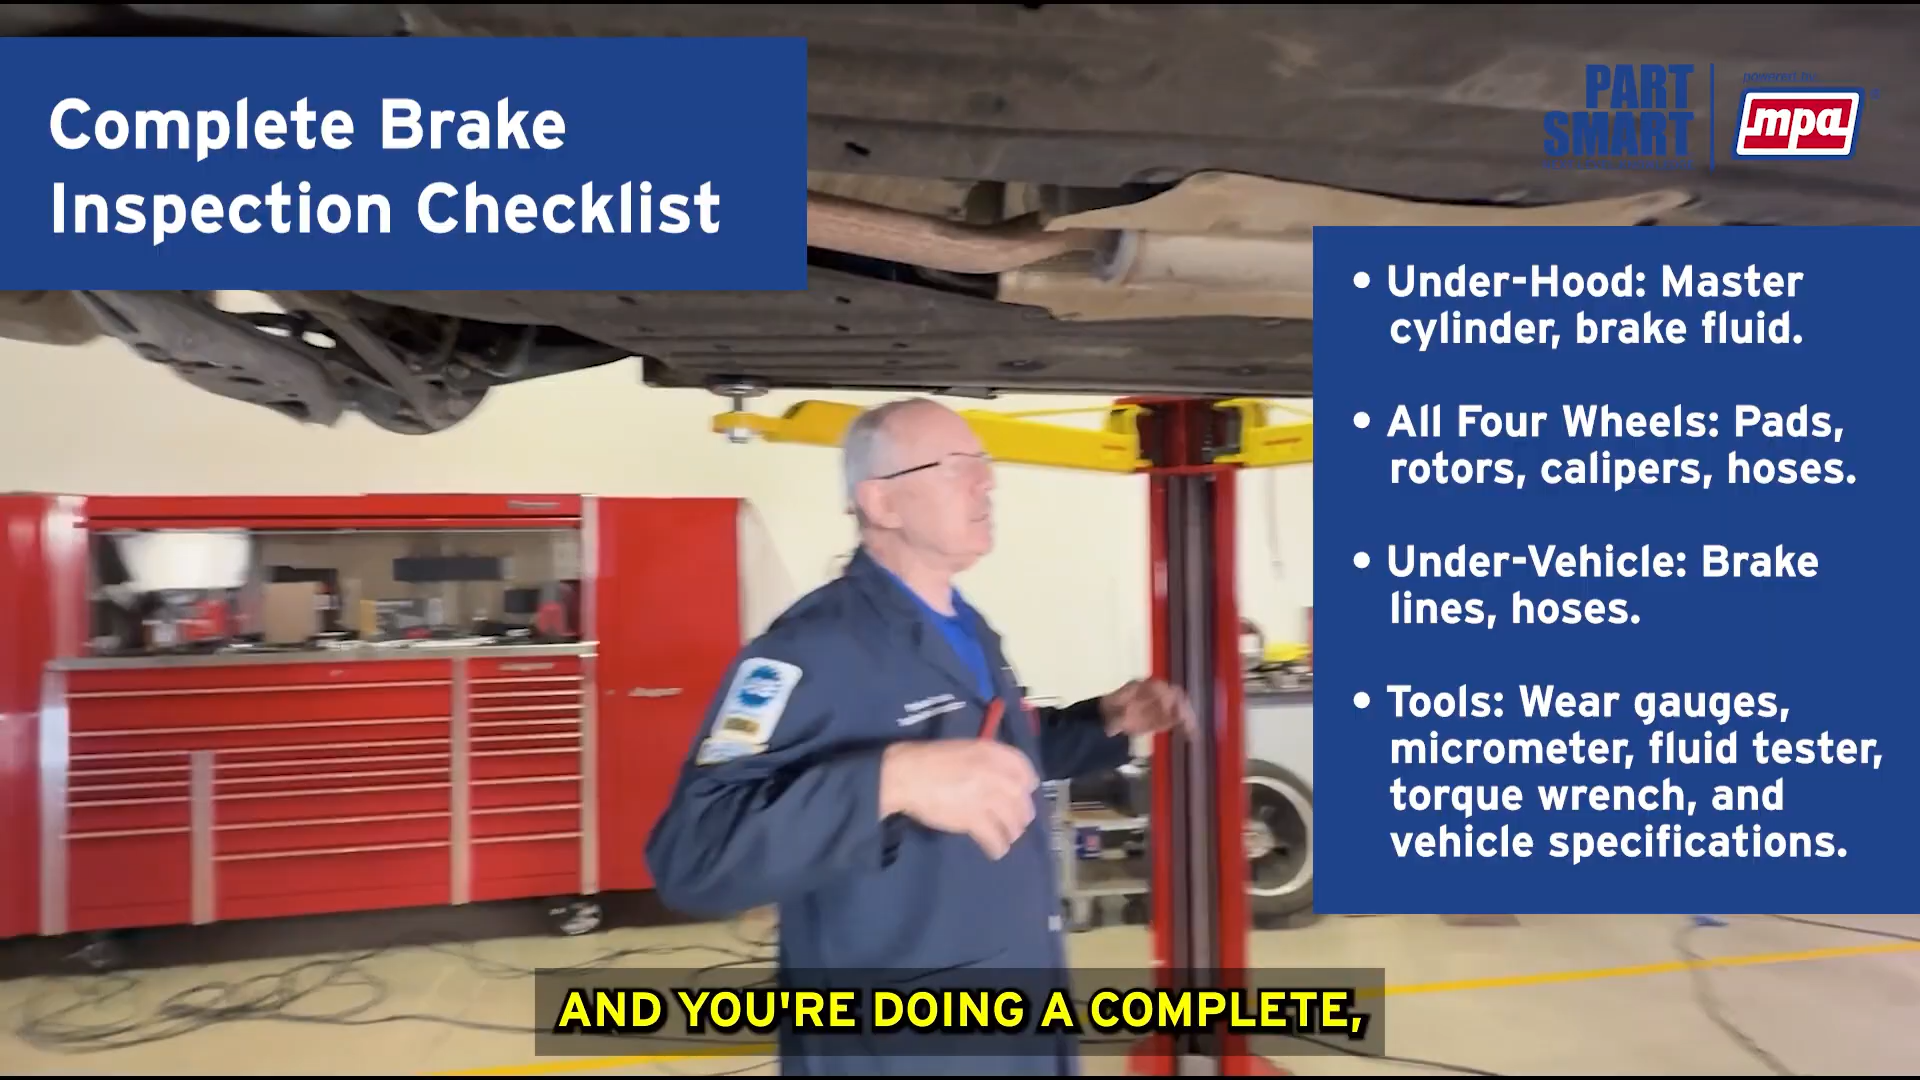 Complete Brake
Inspection Checklist
PART
SMART
powered by
mpa
• Under-Hood: Master
cylinder, brake fluid.
• All Four Wheels: Pads,
rotors, calipers, hoses.
• Under-Vehicle: Brake
lines, hoses.
• Tools: Wear gauges,
micrometer, fluid tester,
torque wrench, and
vehicle specifications.
AND YOU'RE DOING A COMPLETE,